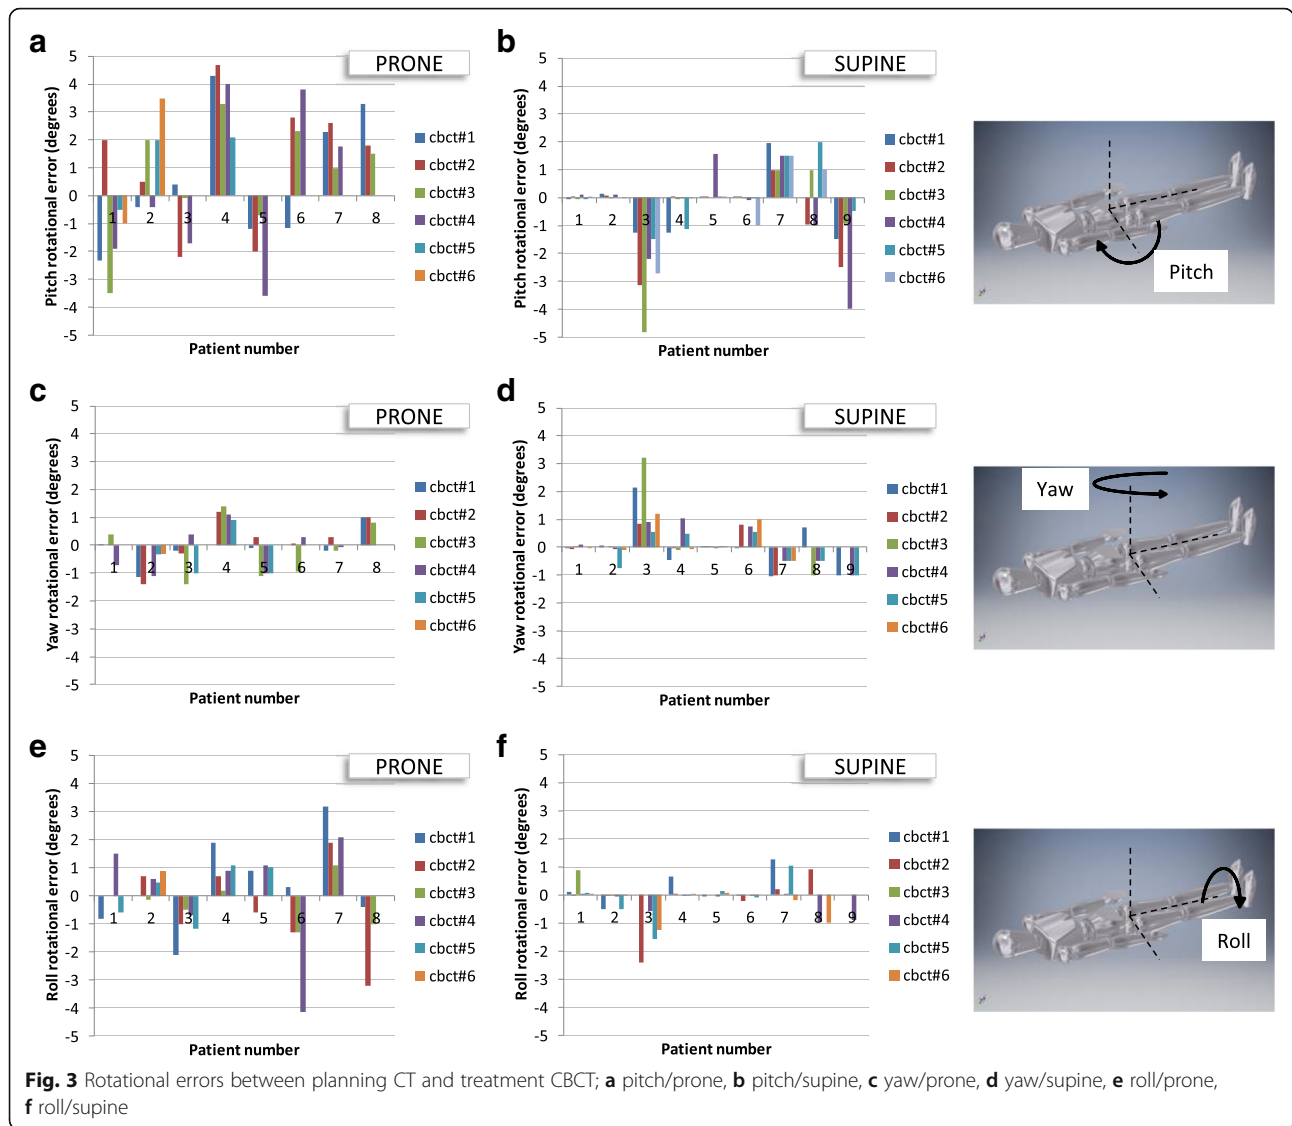 a
PRONE
Pitch rotational error (degrees)
5
4
3
2
1
0
-1
-2
-3
-4
-5
1 2 3 4 5 6 7 8
Patient number
cbct#1
cbct#2
cbct#3
cbct#4
cbct#5
cbct#6
b
SUPINE
Pitch rotational error (degrees)
5
4
3
2
1
0
-1
-2
-3
-4
-5
1 2 3 4 5 6 7 8 9
Patient number
cbct#1
cbct#2
cbct#3
cbct#4
cbct#5
cbct#6
Pitch
c
PRONE
Yaw rotational error (degrees)
5
4
3
2
1
0
-1
-2
-3
-4
-5
1 2 3 4 5 6 7 8
Patient number
cbct#1
cbct#2
cbct#3
cbct#4
cbct#5
cbct#6
d
SUPINE
Yaw rotational error (degrees)
5
4
3
2
1
0
-1
-2
-3
-4
-5
1 2 3 4 5 6 7 8 9
Patient number
cbct#1
cbct#2
cbct#3
cbct#4
cbct#5
cbct#6
Yaw
e
PRONE
Roll rotational error (degrees)
5
4
3
2
1
0
-1
-2
-3
-4
-5
1 2 3 4 5 6 7 8
Patient number
cbct#1
cbct#2
cbct#3
cbct#4
cbct#5
cbct#6
f
SUPINE
Roll rotational error (degrees)
5
4
3
2
1
0
-1
-2
-3
-4
-5
1 2 3 4 5 6 7 8 9
Patient number
cbct#1
cbct#2
cbct#3
cbct#4
cbct#5
cbct#6
Roll
Fig. 3 Rotational errors between planning CT and treatment CBCT; a pitch/prone, b pitch/supine, c yaw/prone, d yaw/supine, e roll/prone,
f roll/supine